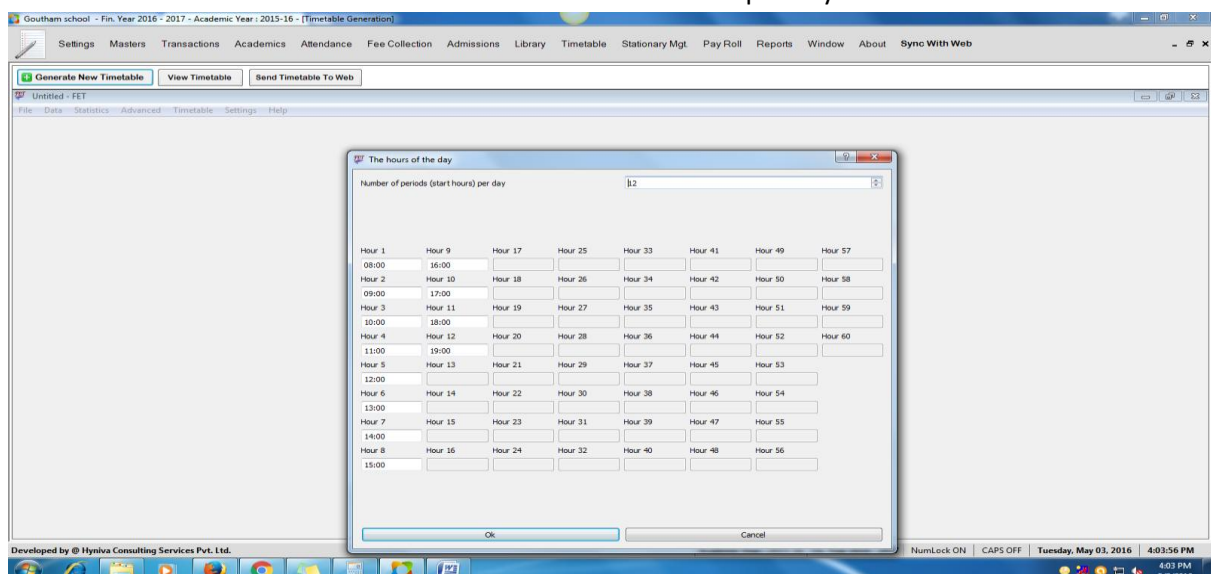 Goutham school - Fin. Year 2016 - 2017 - Academic Year : 2015-16 - [Timetable Generation]
Settings Masters Transactions Academics Attendance Fee Collection Admissions Library Timetable Stationary Mgt. Pay Roll Reports Window About Sync With Web
Generate New Timetable View Timetable Send Timetable To Web
Untitled - FET
File Data Statistics Advanced Timetable Settings Help
The hours of the day
Number of periods (start hours) per day 12
Hour 1 Hour 9 Hour 17 Hour 25 Hour 33 Hour 41 Hour 49 Hour 57
08:00 16:00
Hour 2 Hour 10 Hour 18 Hour 26 Hour 34 Hour 42 Hour 50 Hour 58
09:00 17:00
Hour 3 Hour 11 Hour 19 Hour 27 Hour 35 Hour 43 Hour 51 Hour 59
10:00 18:00
Hour 4 Hour 12 Hour 20 Hour 28 Hour 36 Hour 44 Hour 52 Hour 60
11:00 19:00
Hour 5 Hour 13 Hour 21 Hour 29 Hour 37 Hour 45 Hour 53
12:00
Hour 6 Hour 14 Hour 22 Hour 30 Hour 38 Hour 46 Hour 54
13:00
Hour 7 Hour 15 Hour 23 Hour 31 Hour 39 Hour 47 Hour 55
14:00
Hour 8 Hour 16 Hour 24 Hour 32 Hour 40 Hour 48 Hour 56
15:00
Ok Cancel
Developed by @ Hyniva Consulting Services Pvt. Ltd. NumLock ON CAPS OFF Tuesday, May 03, 2016 4:03:56 PM
4:03 PM